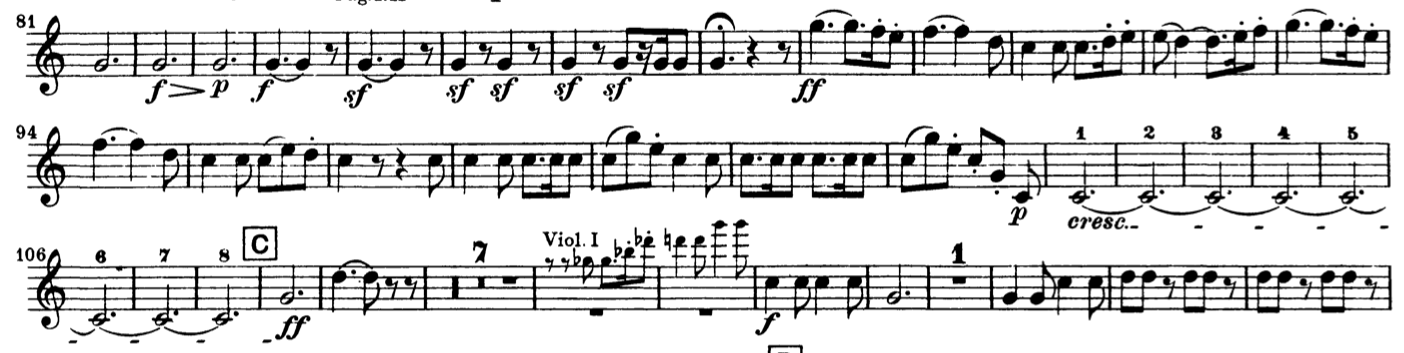 81
f p f sf sf sf sf sf ff
94
1 2 3 4 5
p cresc.
106 6 7 8 C 7 Viol. I 1
ff f